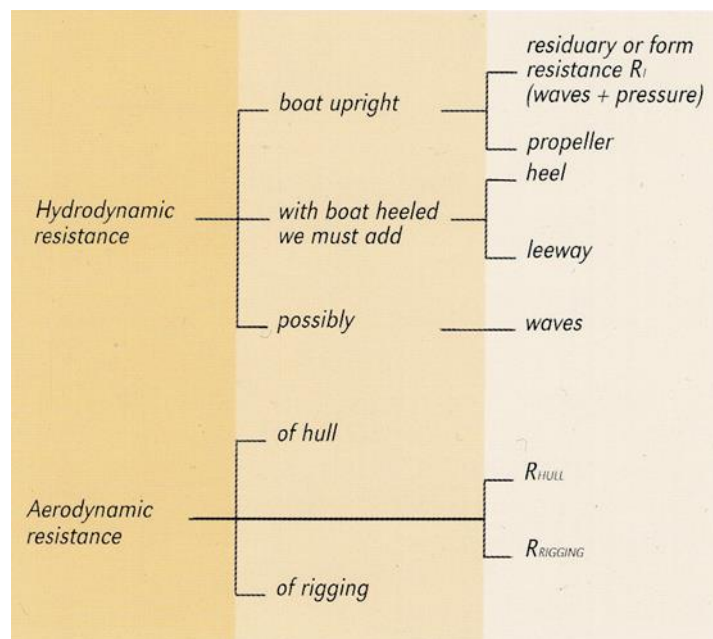 residuary or form
resistance Rı
(waves + pressure)
boat upright
propeller
heel
Hydrodynamic
resistance
with boat heeled
we must add
leeway
possibly
waves
of hull
RHULL
Aerodynamic
resistance
RRIGGING
of rigging